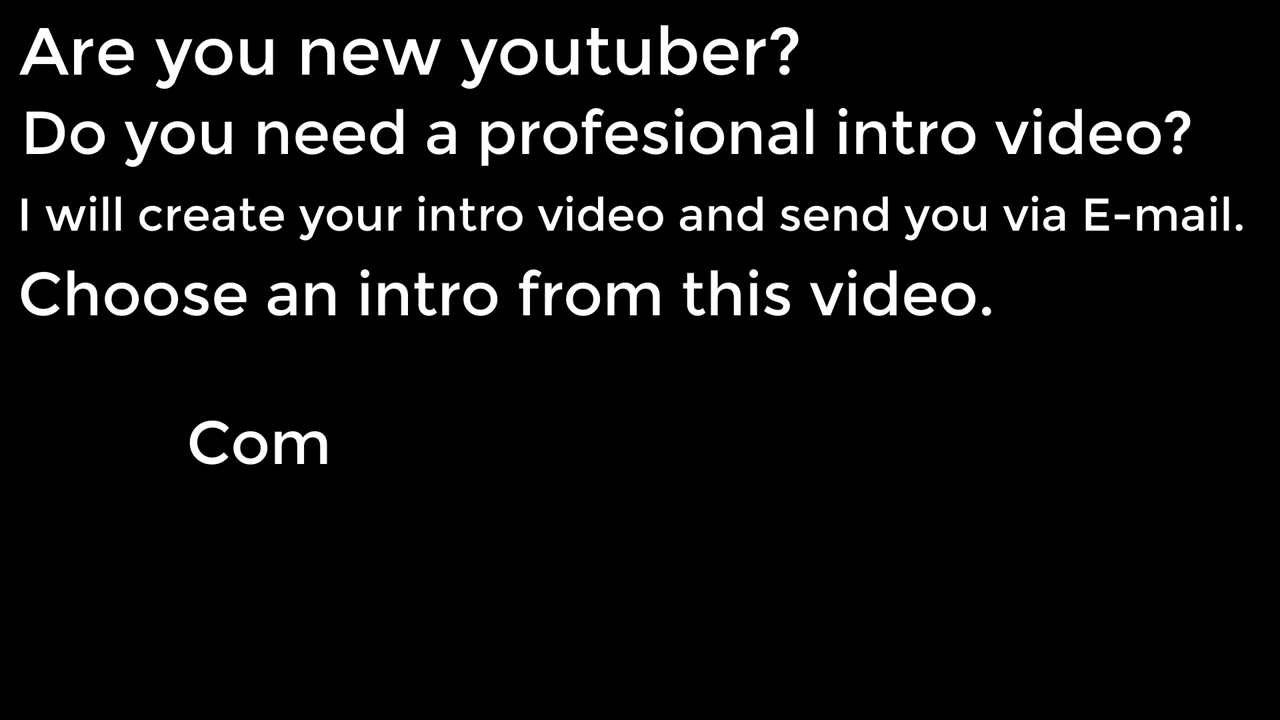 Are you new youtuber?
Do you need a profesional intro video?
I will create your intro video and send you via E-mail.
Choose an intro from this video.
Com